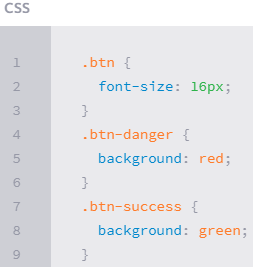 CSS
1 .btn {
2 font-size: 16px;
3 }
4 .btn-danger {
5 background: red;
6 }
7 .btn-success {
8 background: green;
9 }